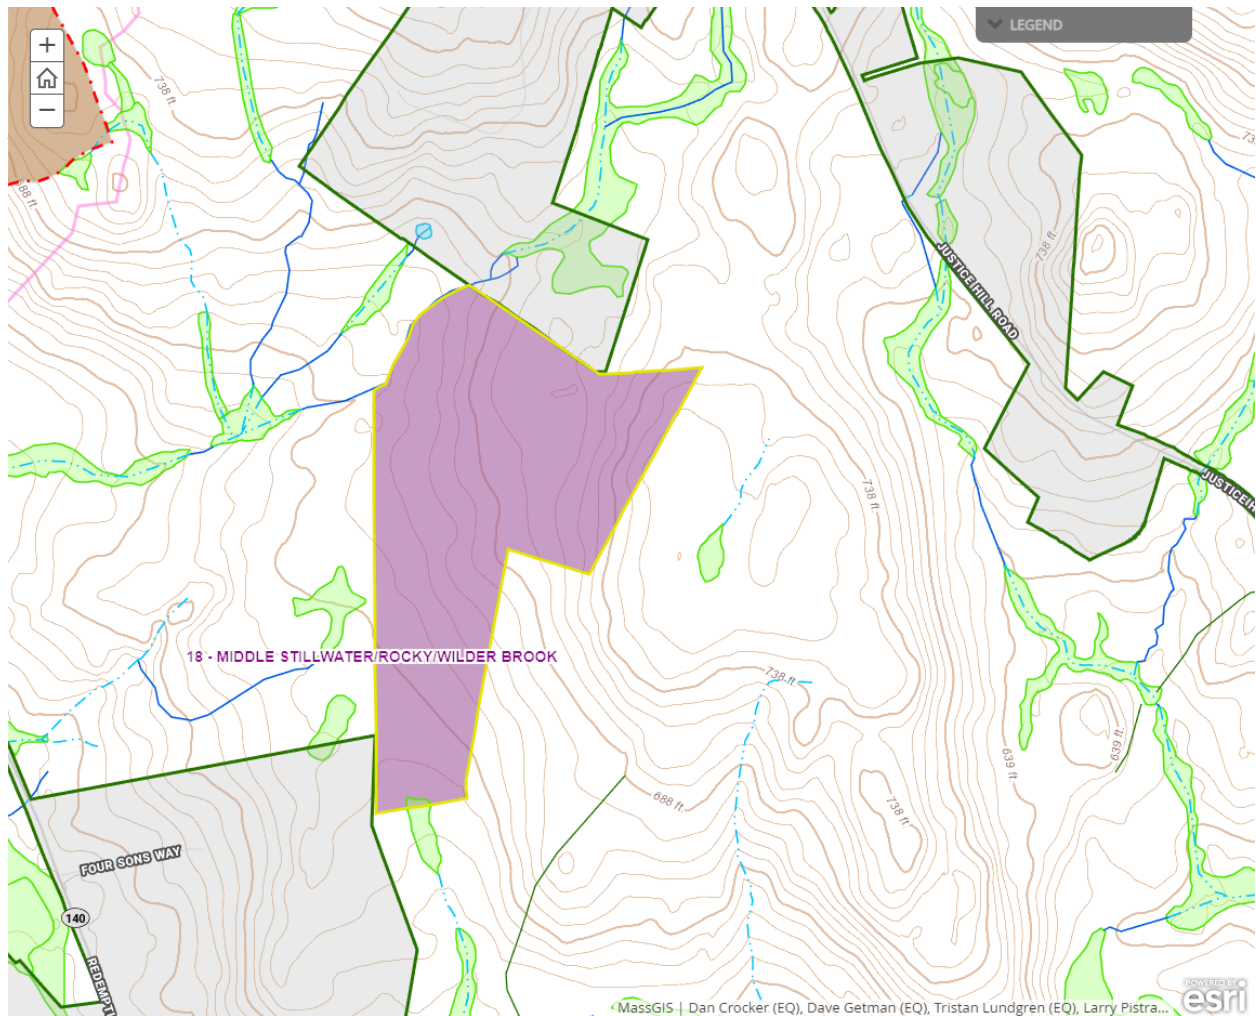 LEGEND
+
−
738 ft.
88 ft.
738 ft.
JUSTICE HILL ROAD
738 ft.
JUSTICE H
18 - MIDDLE STILLWATER/ROCKY/WILDER BROOK
738 ft.
639 ft.
639 ft.
688 ft.
738 ft.
FOUR SONS WAY
140
REDEMPT
MassGIS | Dan Crocker (EQ), Dave Getman (EQ), Tristan Lundgren (EQ), Larry Pistra...
POWERED BY
esri